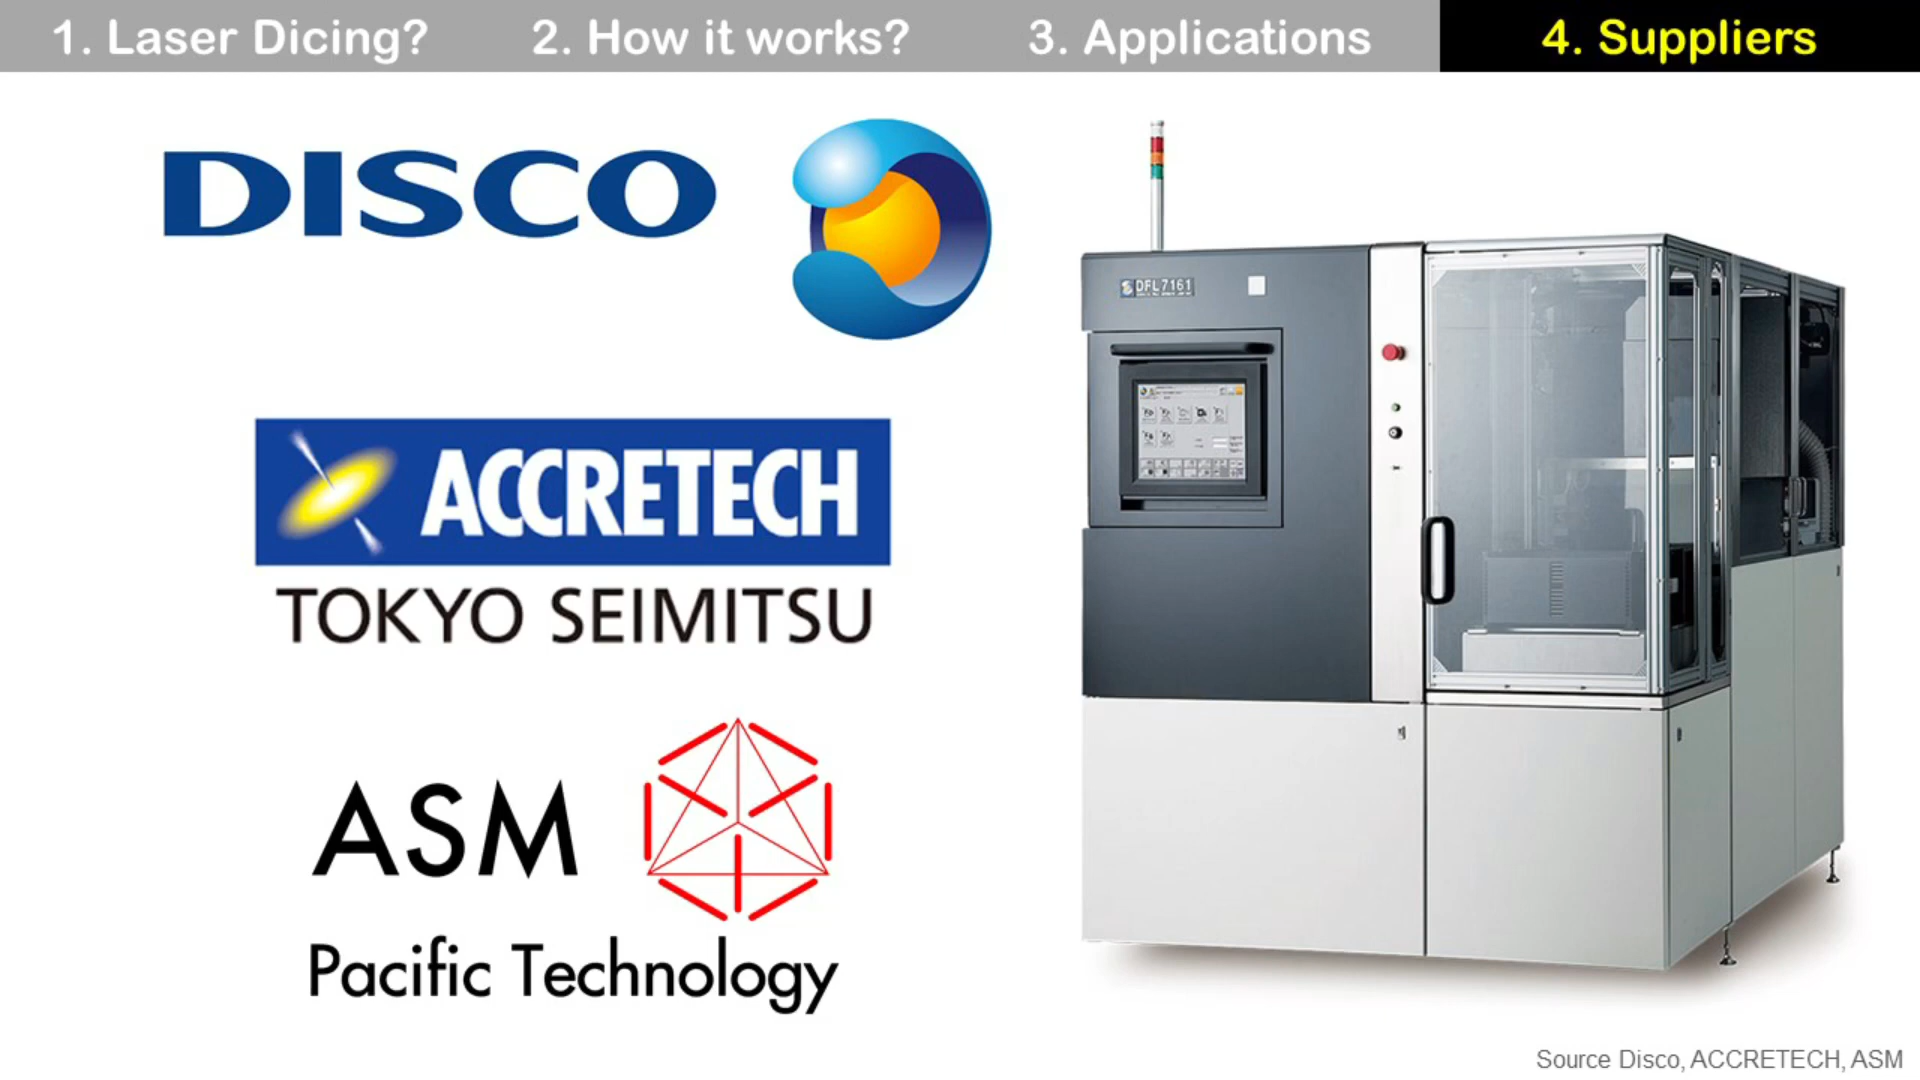 1. Laser Dicing?
2. How it works?
3. Applications
4. Suppliers
DISCO
DFL7161
ACCRETECH
TOKYO SEIMITSU
ASM
Pacific Technology
Source Disco, ACCRETECH, ASM